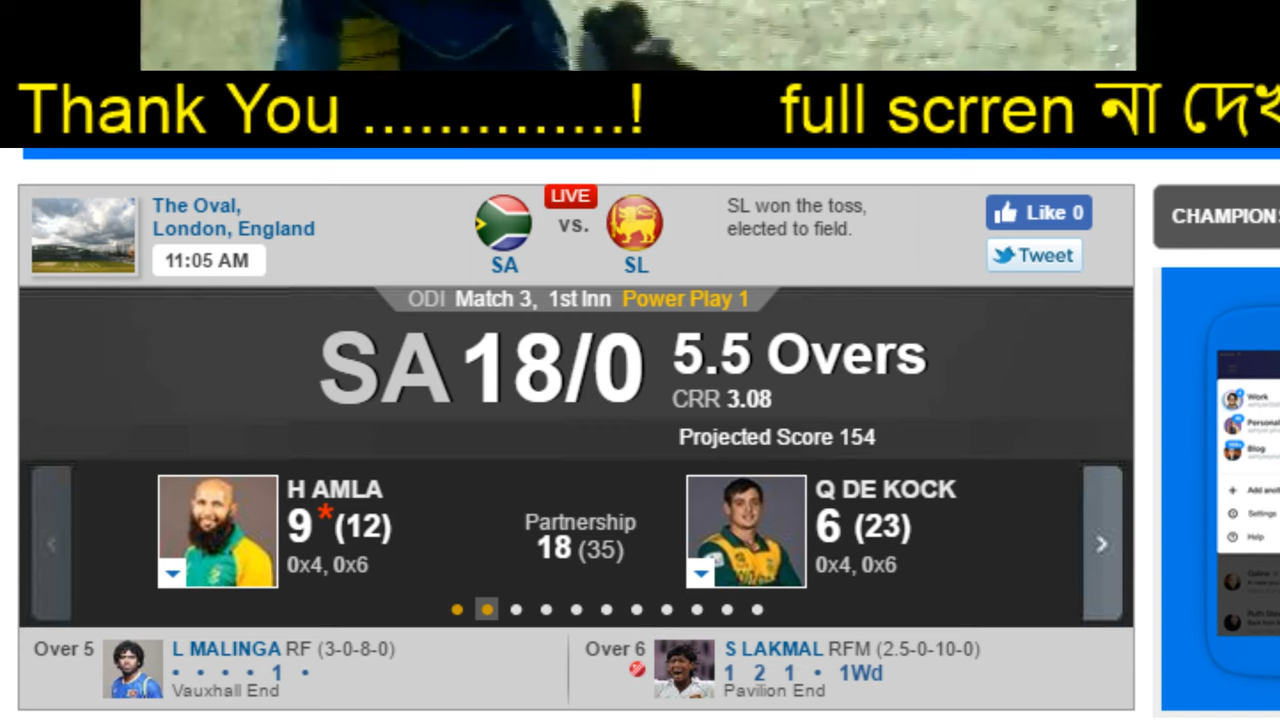 Thank You ..............!
full scrren না দেখ
The Oval,
London, England
11:05 AM
LIVE
vs.
SA
SL
SL won the toss,
elected to field.
Like 0
Tweet
CHAMPION
ODI Match 3, 1st Inn Power Play 1
SA 18/0
5.5 Overs
CRR 3.08
Projected Score 154
H AMLA
9*(12)
0x4, 0x6
Partnership
18 (35)
Q DE KOCK
6 (23)
0x4, 0x6
Over 5
L MALINGA RF (3-0-8-0)
• • • • 1 •
Vauxhall End
Over 6
S LAKMAL RFM (2.5-0-10-0)
1 2 1 • 1Wd
Pavilion End
Work
Personal
Blog
Settings
Help